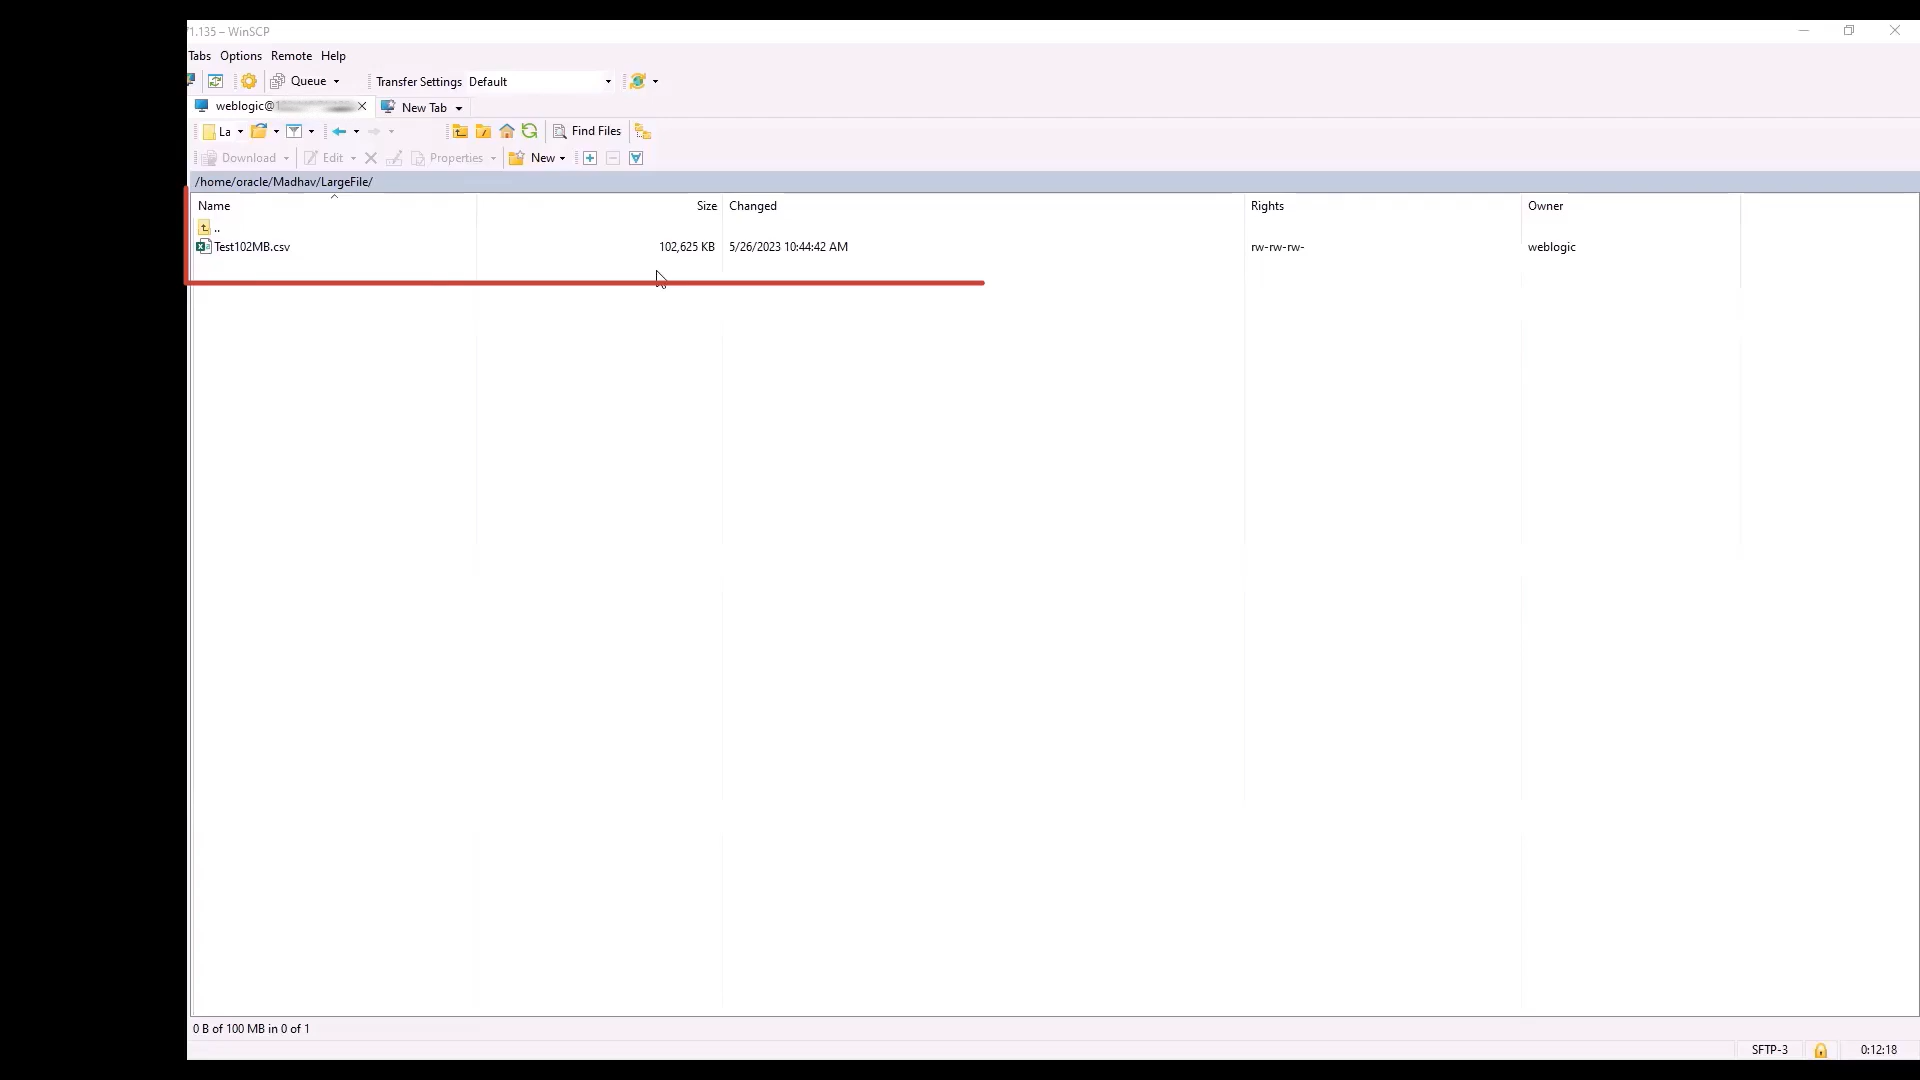 1.135 – WinSCP
Tabs Options Remote Help
Queue Transfer Settings Default
weblogic@ New Tab
La Find Files
Download Edit Properties New
/home/oracle/Madhav/LargeFile/
Name Size Changed Rights Owner
..
Test102MB.csv 102,625 KB 5/26/2023 10:44:42 AM rw-rw-rw- weblogic
0 B of 100 MB in 0 of 1
SFTP-3 0:12:18